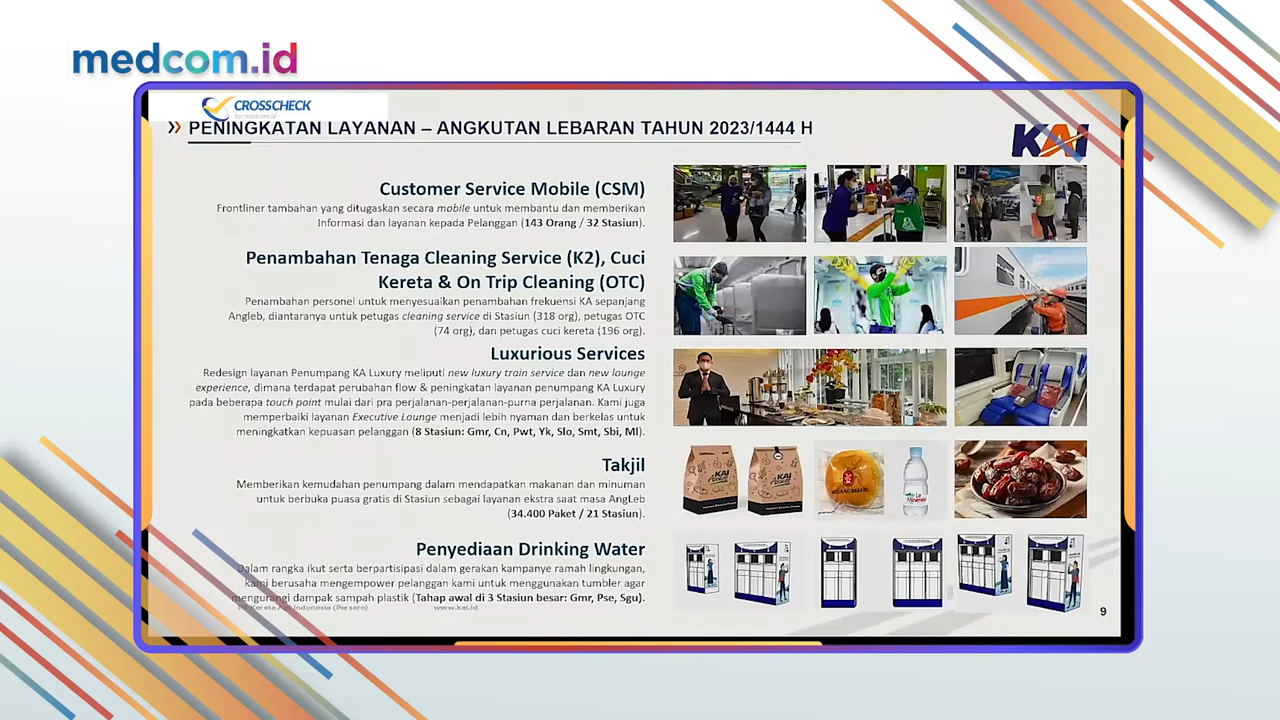 medcom.id
CROSSCHECK
by: medcom.id
PENINGKATAN LAYANAN – ANGKUTAN LEBARAN TAHUN 2023/1444 H
KAI
Customer Service Mobile (CSM)
Frontliner tambahan yang ditugaskan secara mobile untuk membantu dan memberikan
Informasi dan layanan kepada Pelanggan (143 Orang / 32 Stasiun).
Penambahan Tenaga Cleaning Service (K2), Cuci
Kereta & On Trip Cleaning (OTC)
Penambahan personel untuk menyesuaikan penambahan frekuensi KA sepanjang
Angleb, diantaranya untuk petugas cleaning service di Stasiun (318 org), petugas OTC
(74 org), dan petugas cuci kereta (196 org).
Luxurious Services
Redesign layanan Penumpang KA Luxury meliputi new luxury train service dan new lounge
experience, dimana terdapat perubahan flow & peningkatan layanan penumpang KA Luxury
pada beberapa touch point mulai dari pra perjalanan-perjalanan-purna perjalanan. Kami juga
memperbaiki layanan Executive Lounge menjadi lebih nyaman dan berkelas untuk
meningkatkan kepuasan pelanggan (8 Stasiun: Gmr, Cn, Pwt, Yk, Slo, Smt, Sbi, Ml).
Takjil
Memberikan kemudahan penumpang dalam mendapatkan makanan dan minuman
untuk berbuka puasa gratis di Stasiun sebagai layanan ekstra saat masa AngLeb
(34.400 Paket / 21 Stasiun).
KAI
KAI
Le Minerale
Penyediaan Drinking Water
Dalam rangka ikut serta berpartisipasi dalam gerakan kampanye ramah lingkungan,
kami berusaha mengempower pelanggan kami untuk menggunakan tumbler agar
mengurangi dampak sampah plastik (Tahap awal di 3 Stasiun besar: Gmr, Pse, Sgu).
PT Kereta Api Indonesia (Persero)
www.kai.id
9